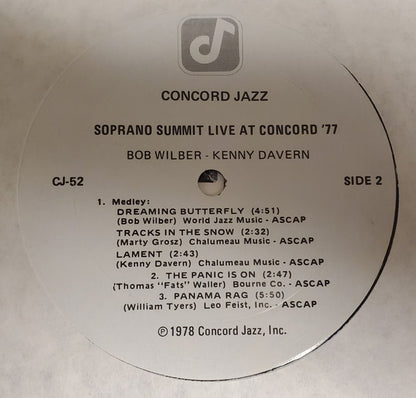 CONCORD JAZZ
SOPRANO SUMMIT LIVE AT CONCORD '77
BOB WILBER - KENNY DAVERN
CJ-52 SIDE 2
1. Medley:
DREAMING BUTTERFLY (4:51)
(Bob Wilber) World Jazz Music - ASCAP
TRACKS IN THE SNOW (2:32)
(Marty Grosz) Chalumeau Music - ASCAP
LAMENT (2:43)
(Kenny Davern) Chalumeau Music - ASCAP
2. THE PANIC IS ON (2:47)
(Thomas "Fats" Waller) Bourne Co. - ASCAP
3. PANAMA RAG (5:50)
(William Tyers) Leo Feist, Inc. - ASCAP
℗1978 Concord Jazz, Inc.